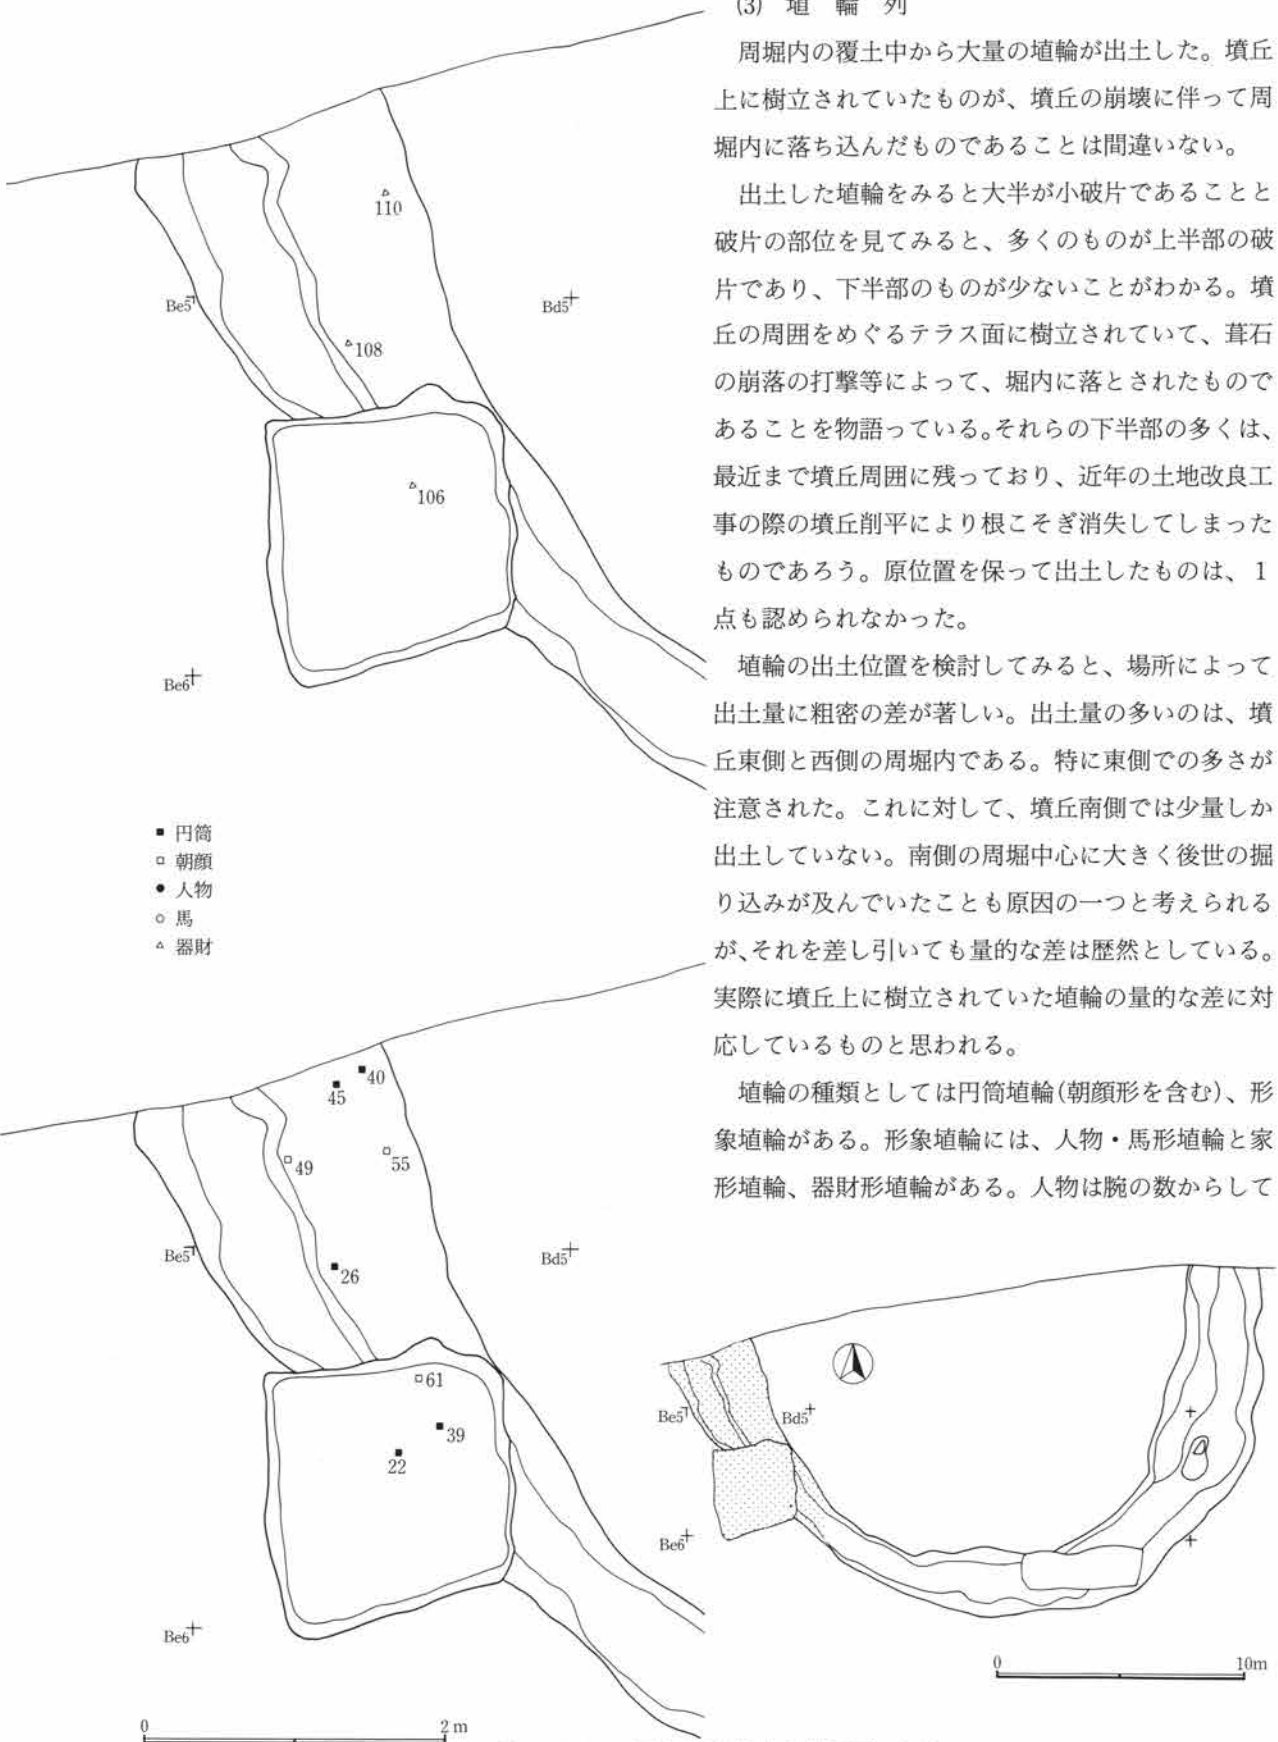 (3) 埴輪列
周堀内の覆土中から大量の埴輪が出土した。墳丘
上に樹立されていたものが、墳丘の崩壊に伴って周
堀内に落ち込んだものであることは間違いない。
出土した埴輪をみると大半が小破片であることと
破片の部位を見てみると、多くのものが上半部の破
片であり、下半部のものが少ないことがわかる。墳
丘の周囲をめぐるテラス面に樹立されていて、葺石
の崩落の打撃等によって、堀内に落とされたもので
あることを物語っている。それらの下半部の多くは、
最近まで墳丘周囲に残っており、近年の土地改良工
事の際の墳丘削平により根こそぎ消失してしまった
ものであろう。原位置を保って出土したものは、1
点も認められなかった。
埴輪の出土位置を検討してみると、場所によって
出土量に粗密の差が著しい。出土量の多いのは、墳
丘東側と西側の周堀内である。特に東側での多さが
注意された。これに対して、墳丘南側では少量しか
出土していない。南側の周堀中心に大きく後世の掘
り込みが及んでいたことも原因の一つと考えられる
が、それを差し引いても量的な差は歴然としている。
実際に墳丘上に樹立されていた埴輪の量的な差に対
応しているものと思われる。
埴輪の種類としては円筒埴輪(朝顔形を含む)、形
象埴輪がある。形象埴輪には、人物・馬形埴輪と家
形埴輪、器財形埴輪がある。人物は腕の数からして
110
Be5
Bd5
108
106
Be6
■ 円筒
□ 朝顔
● 人物
○ 馬
△ 器財
40
45
49
55
Be5
Bd5
26
61
39
22
Be6
0 2m
Be5
Bd5
Be6
0 10m